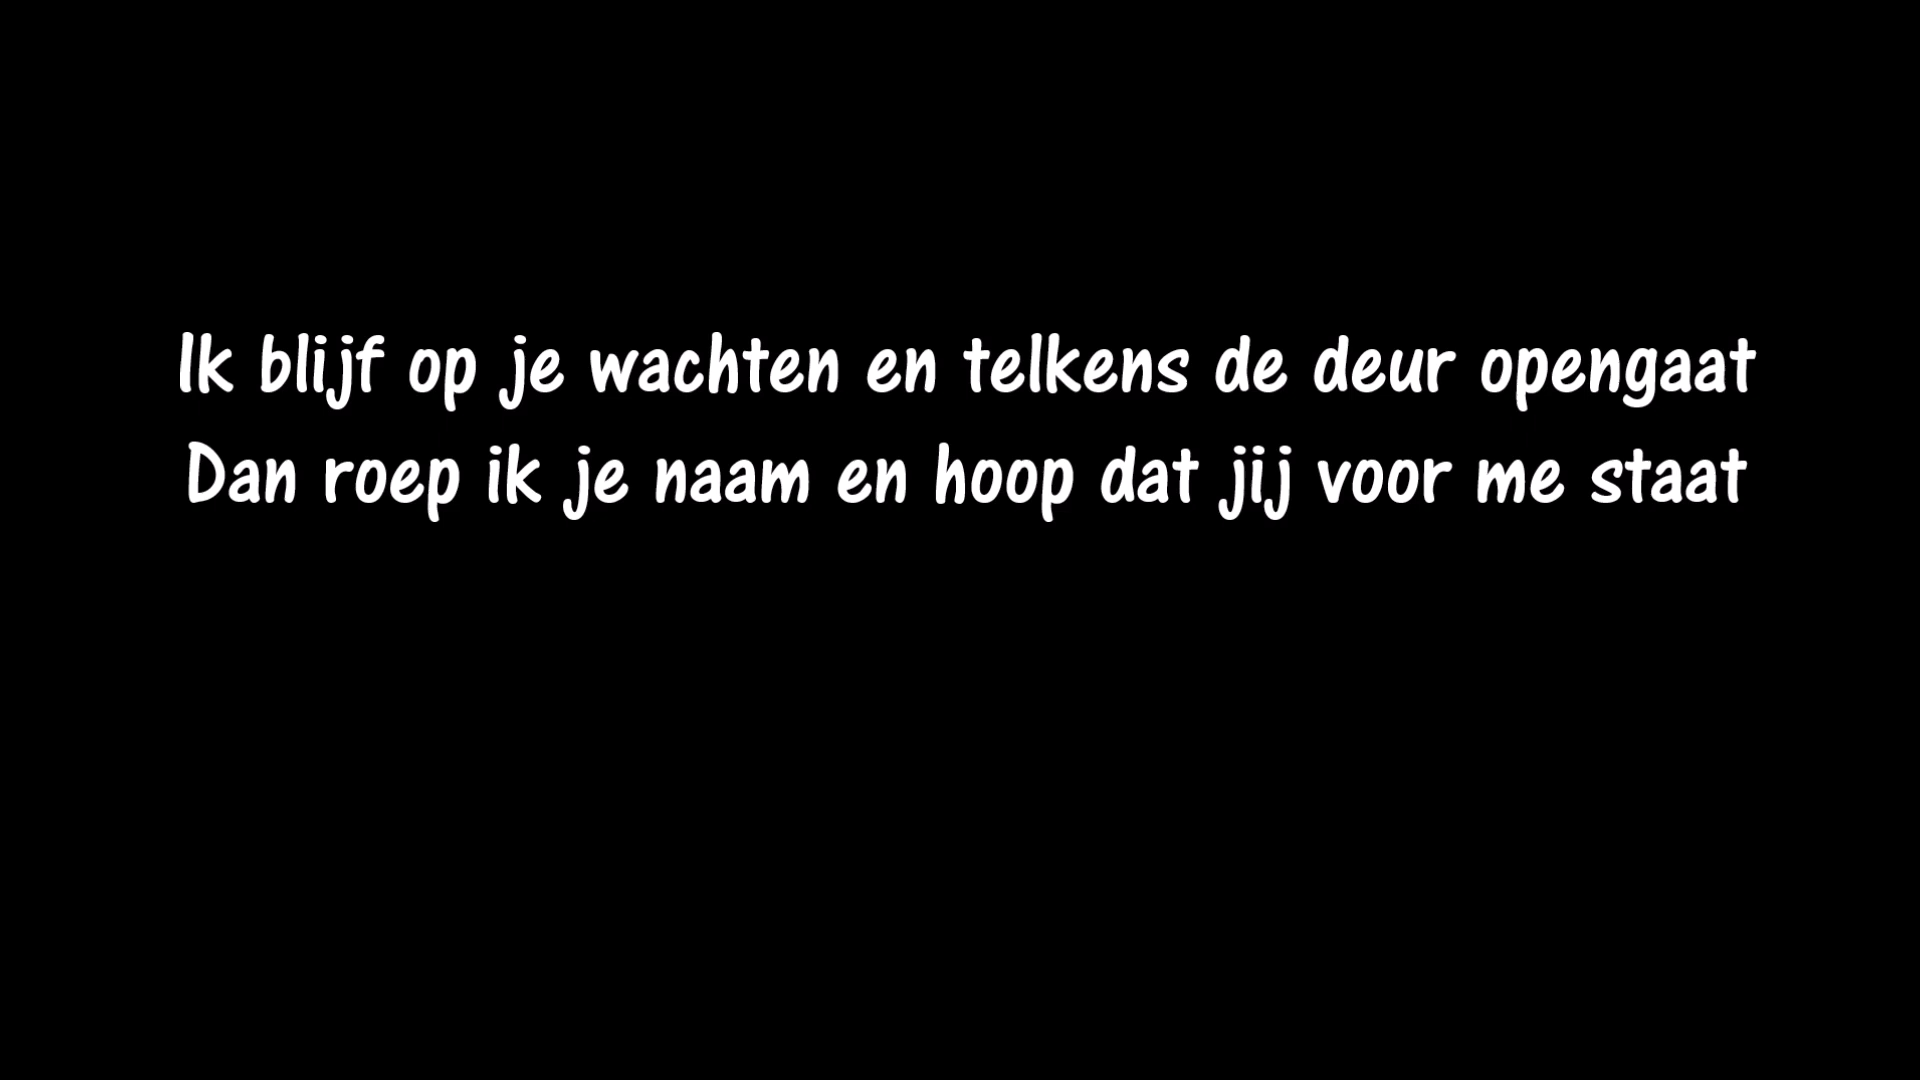 Ik blijf op je wachten en telkens de deur opengaat
Dan roep ik je naam en hoop dat jij voor me staat